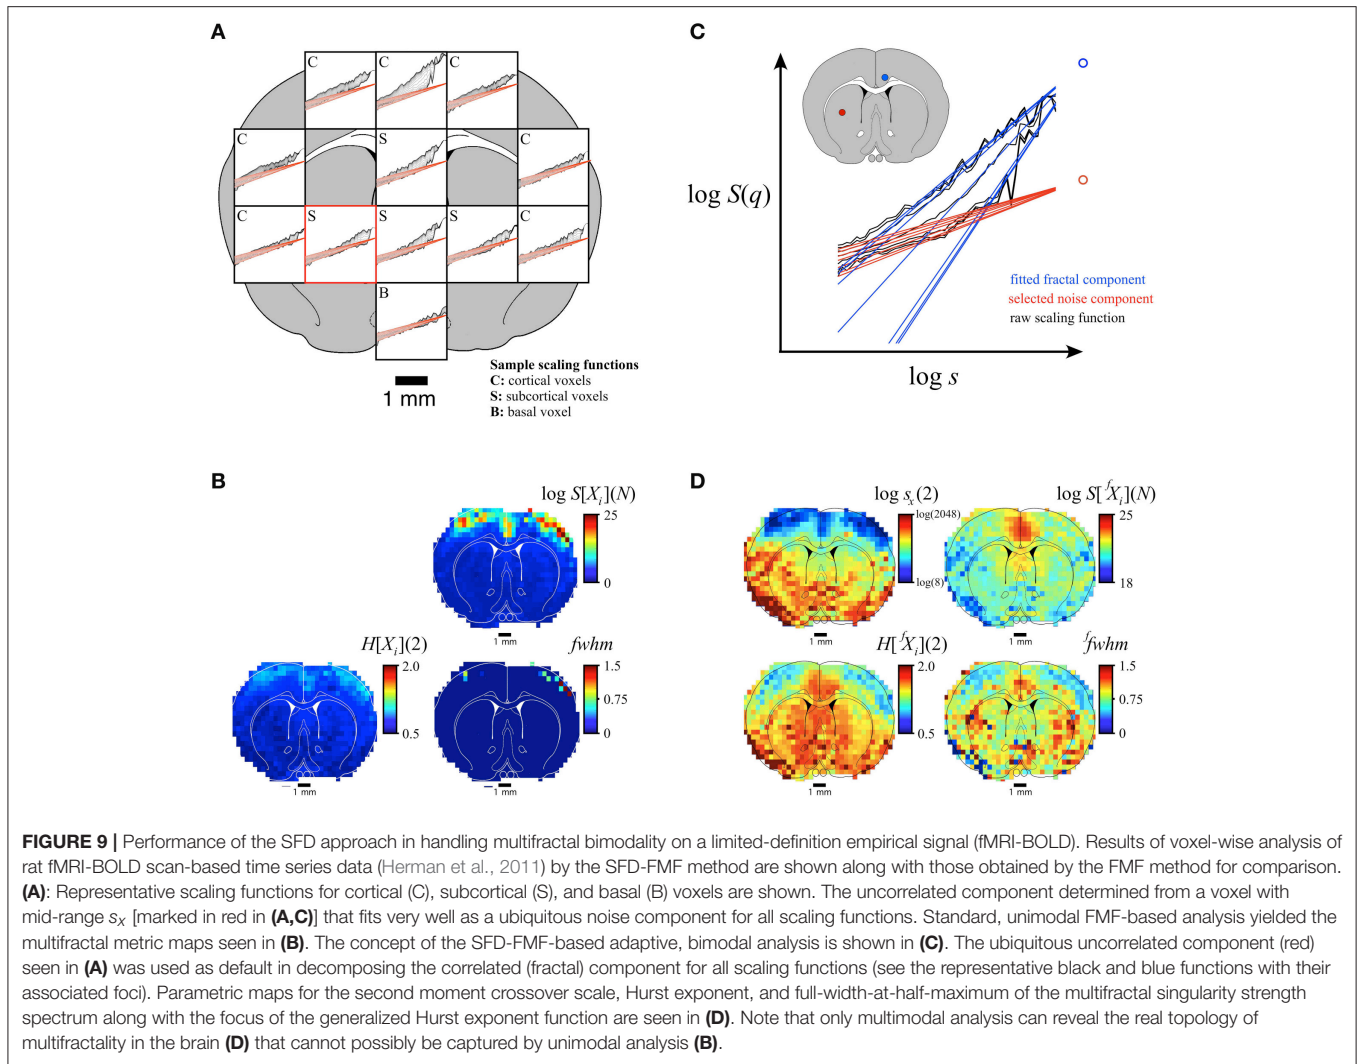 A
C
C
C
C
S
C
C
S
S
S
C
B
Sample scaling functions
C: cortical voxels
S: subcortical voxels
B: basal voxel
1 mm
C
log S(q)
fitted fractal component
selected noise component
raw scaling function
log s
B
log S[Xi](N)
25
0
1 mm
H[Xi](2)
2.0
0.5
1 mm
fwhm
1.5
0.75
0
1 mm
D
log sx(2)
log(2048)
log(8)
1 mm
log S[fXi](N)
25
18
1 mm
H[fXi](2)
2.0
0.5
1 mm
ffwhm
1.5
0.75
0
1 mm
FIGURE 9 | Performance of the SFD approach in handling multifractal bimodality on a limited-definition empirical signal (fMRI-BOLD). Results of voxel-wise analysis of
rat fMRI-BOLD scan-based time series data (Herman et al., 2011) by the SFD-FMF method are shown along with those obtained by the FMF method for comparison.
(A): Representative scaling functions for cortical (C), subcortical (S), and basal (B) voxels are shown. The uncorrelated component determined from a voxel with
mid-range sx [marked in red in (A,C)] that fits very well as a ubiquitous noise component for all scaling functions. Standard, unimodal FMF-based analysis yielded the
multifractal metric maps seen in (B). The concept of the SFD-FMF-based adaptive, bimodal analysis is shown in (C). The ubiquitous uncorrelated component (red)
seen in (A) was used as default in decomposing the correlated (fractal) component for all scaling functions (see the representative black and blue functions with their
associated foci). Parametric maps for the second moment crossover scale, Hurst exponent, and full-width-at-half-maximum of the multifractal singularity strength
spectrum along with the focus of the generalized Hurst exponent function are seen in (D). Note that only multimodal analysis can reveal the real topology of
multifractality in the brain (D) that cannot possibly be captured by unimodal analysis (B).